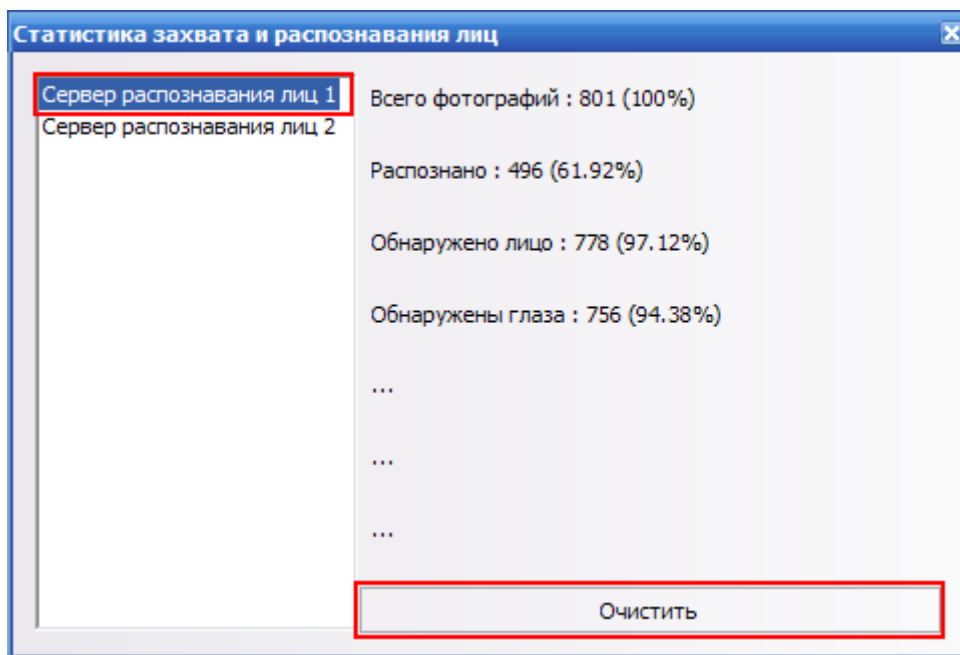 Статистика захвата и распознавания лиц
Сервер распознавания лиц 1
Сервер распознавания лиц 2
Всего фотографий : 801 (100%)
Распознано : 496 (61.92%)
Обнаружено лицо : 778 (97.12%)
Обнаружены глаза : 756 (94.38%)
...
...
...
Очистить